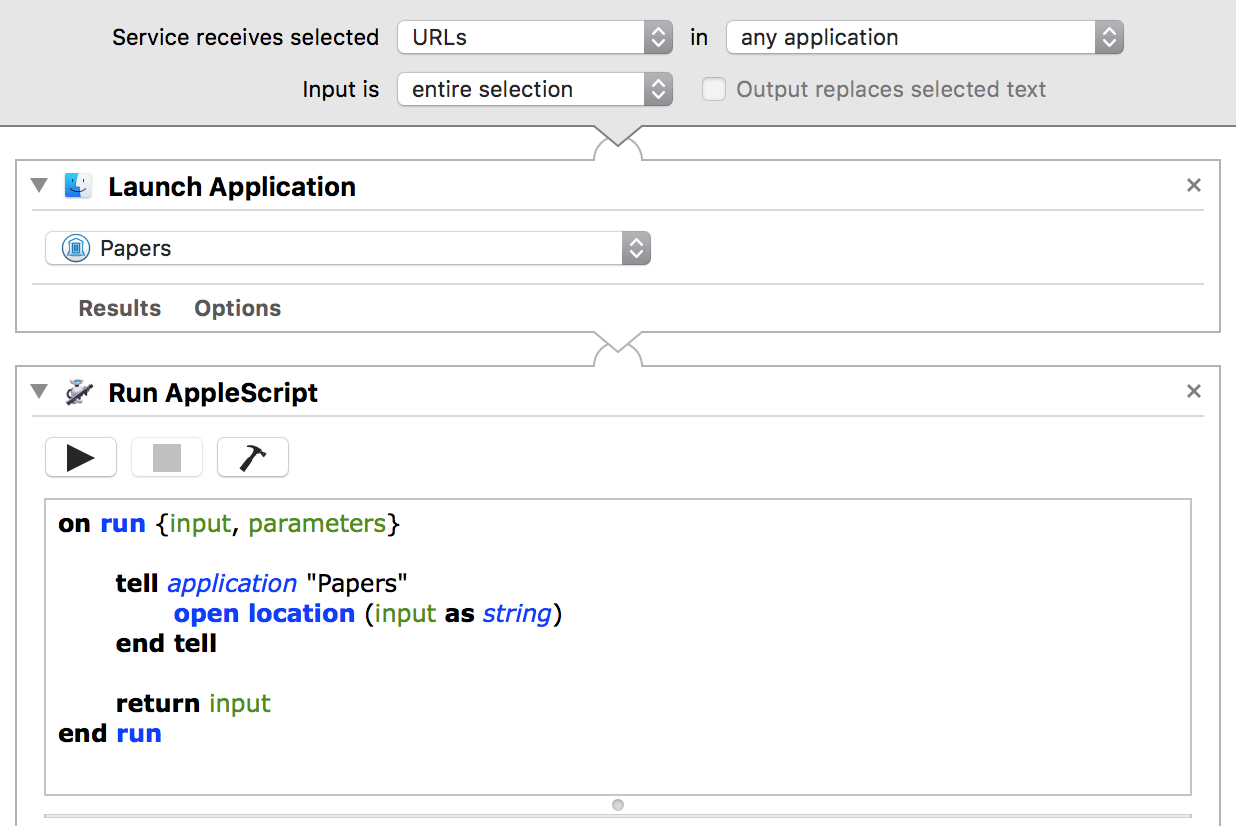 Service receives selected URLs in any application
Input is entire selection Output replaces selected text
Launch Application
Papers
Results Options
Run AppleScript
on run {input, parameters}
tell application "Papers"
open location (input as string)
end tell
return input
end run